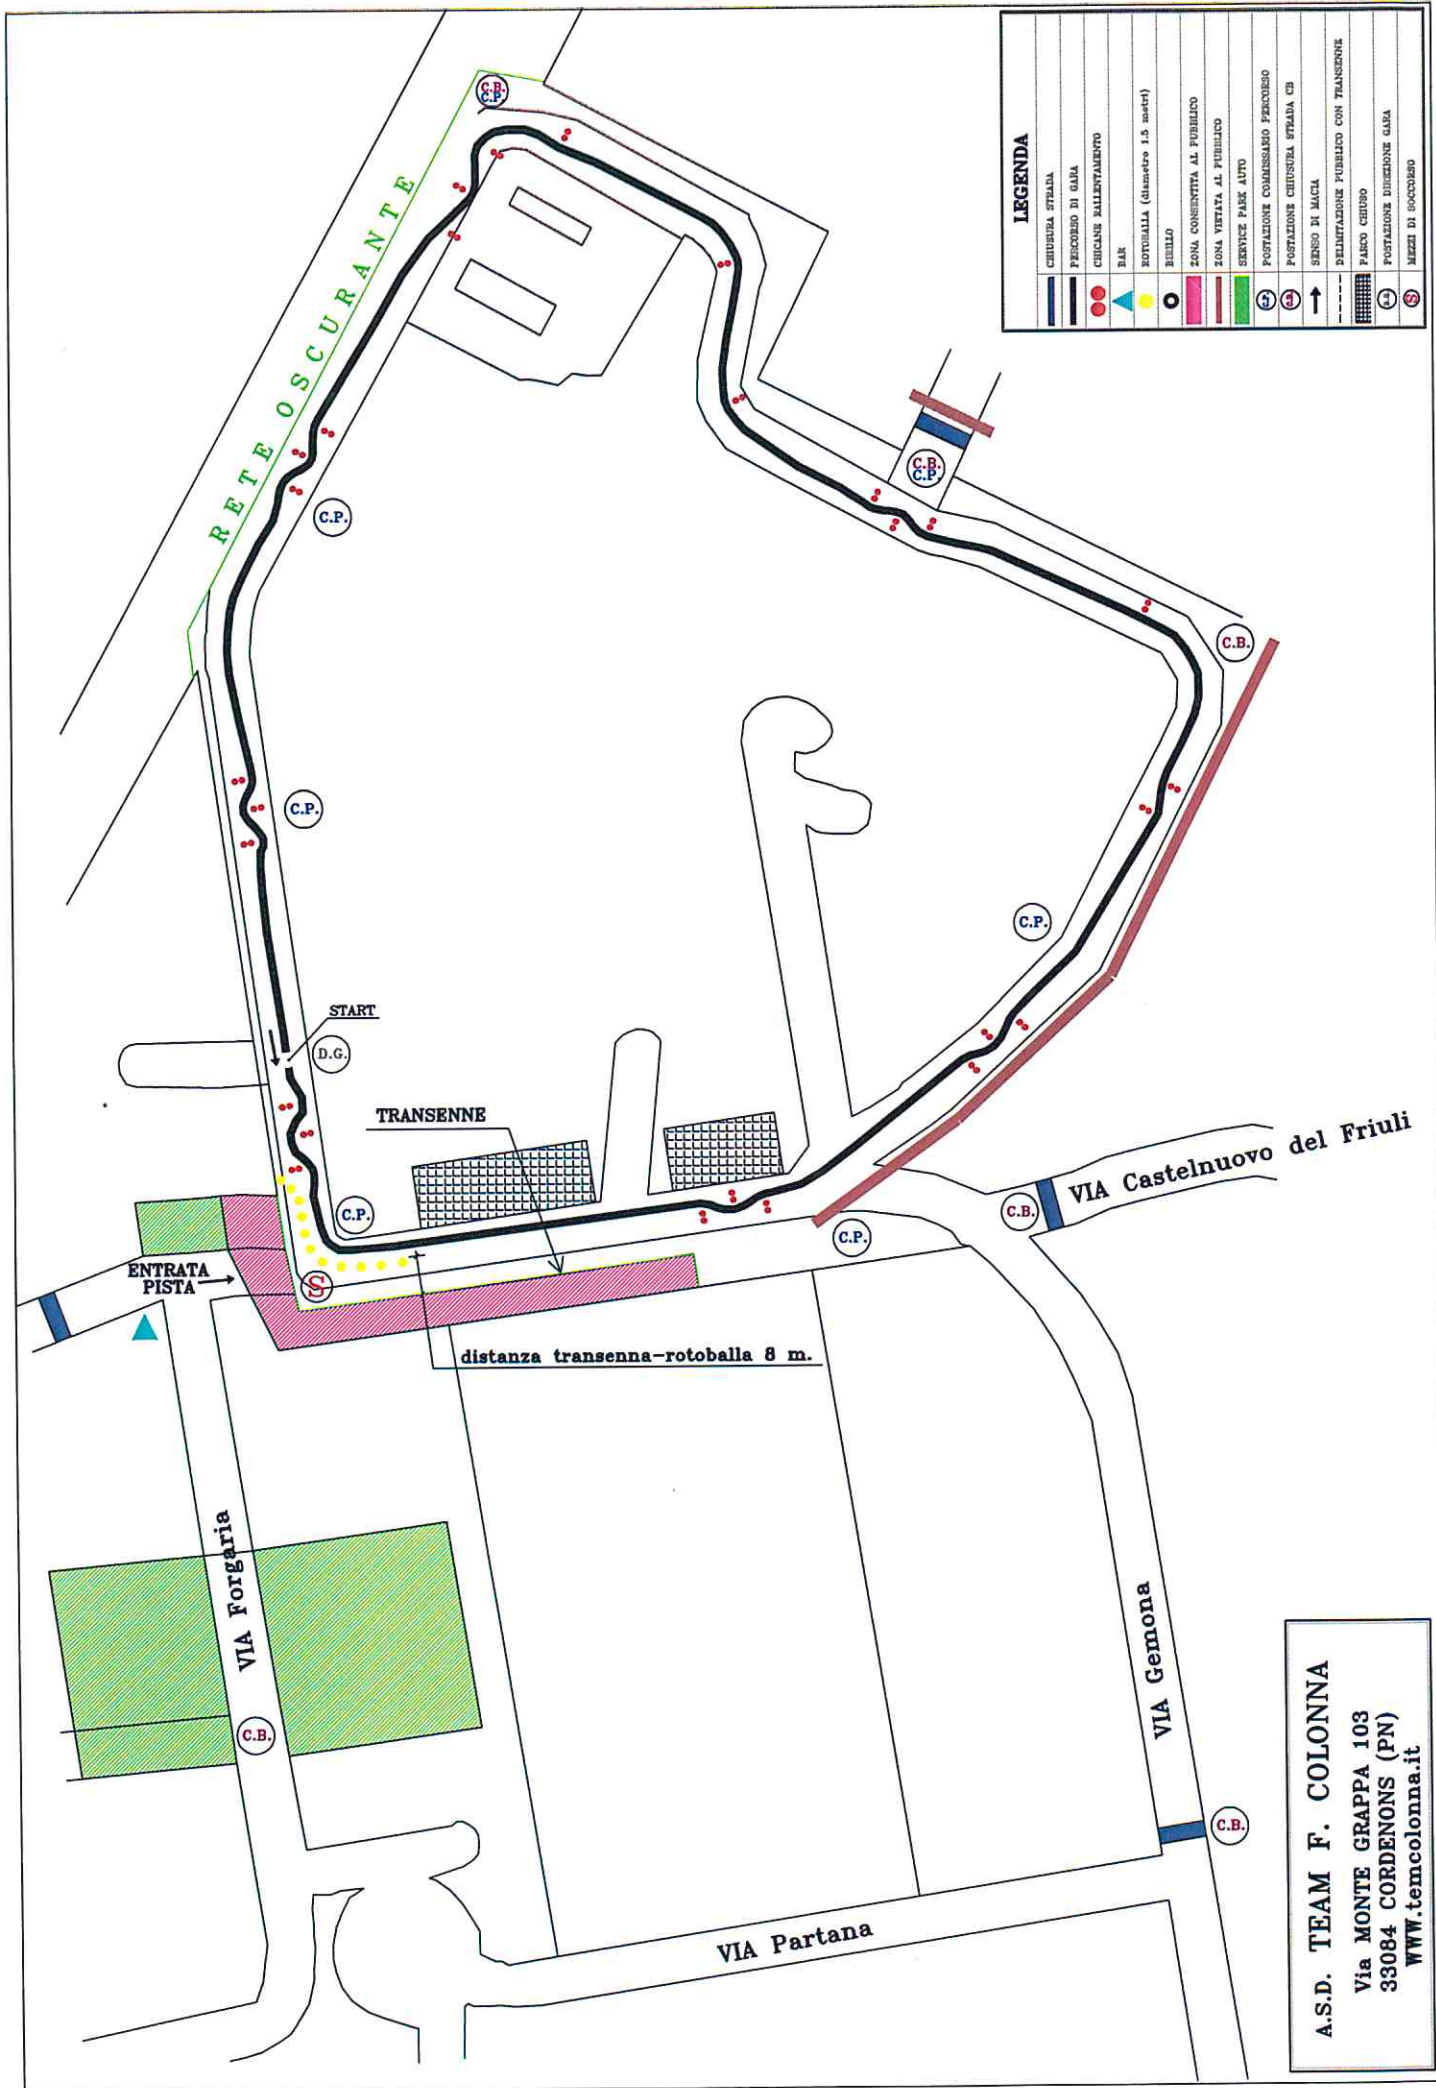 LEGENDA
CHIUSURA STRADA
PERCORSO DI GARA
CHICANE RALLENTAMENTO
BAR
ROTOBALLA (diametro 1.5 metri)
BIRILLO
ZONA CONSENTITA AL PUBBLICO
ZONA VIETATA AL PUBBLICO
SERVICE PARK AUTO
C.P. POSTAZIONE COMMISSARIO PERCORSO
C.B. POSTAZIONE CHIUSURA STRADA CB
SENSO DI MACIA
DELIMITAZIONE PUBBLICO CON TRANSENNE
PARCO CHIUSO
POSTAZIONE DIREZIONE GARA
S MEZZI DI SOCCORSO
C.B.
C.P.
RETE OSCURANTE
C.B.
C.P.
C.P.
C.B.
C.P.
C.P.
START
D.G.
TRANSENNE
VIA Castelnuovo del Friuli
C.P.
C.B.
C.P.
ENTRATA
PISTA
S
distanza transenna-rotoballa 8 m.
VIA Forgaria
C.B.
VIA Gemona
C.B.
VIA Partana
A.S.D. TEAM F. COLONNA
Via MONTE GRAPPA 103
33084 CORDENONS (PN)
WWW.temcolonna.it